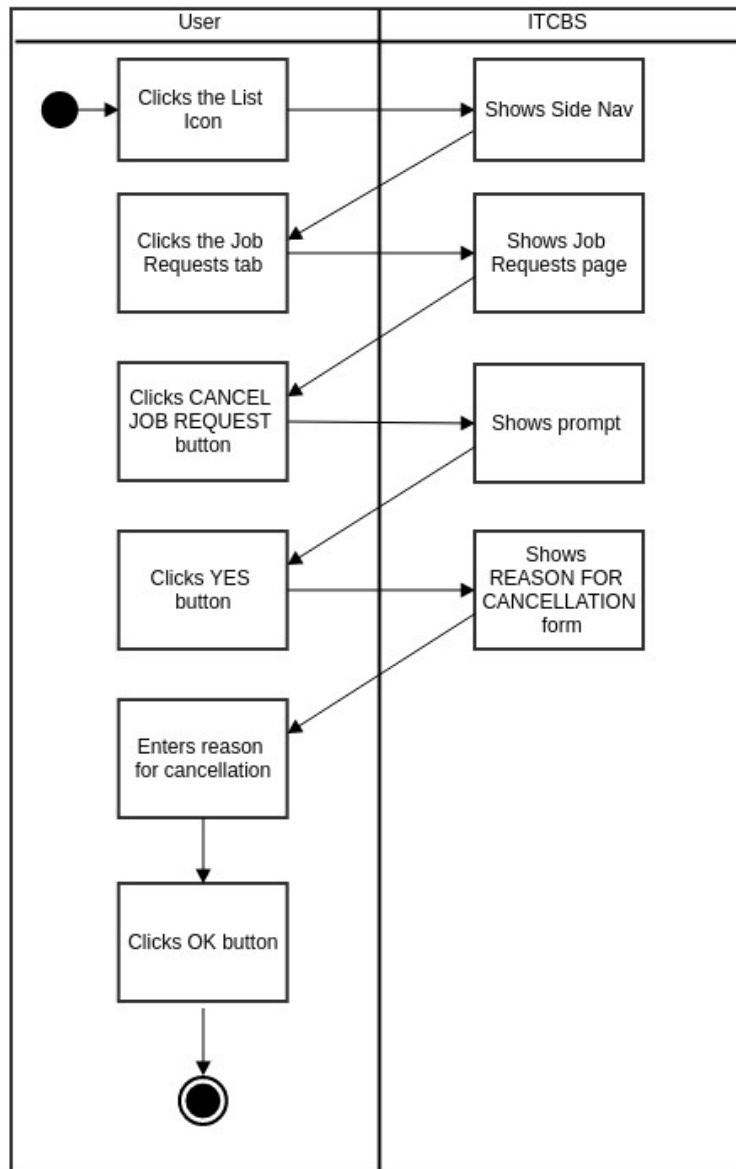 User
ITCBS
Clicks the List
Icon
Shows Side Nav
Clicks the Job
Requests tab
Shows Job
Requests page
Clicks CANCEL
JOB REQUEST
button
Shows prompt
Clicks YES
button
Shows
REASON FOR
CANCELLATION
form
Enters reason
for cancellation
Clicks OK button